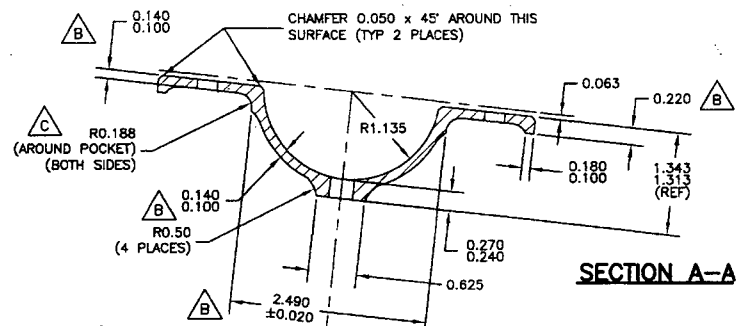 B
0.140
0.100
CHAMFER 0.050 x 45° AROUND THIS
SURFACE (TYP 2 PLACES)
0.063
0.220
B
C
R0.188
(AROUND POCKET)
(BOTH SIDES)
R1.135
0.180
0.100
1.343
1.313
(REF)
B
0.140
0.100
R0.50
(4 PLACES)
0.270
0.240
0.625
B
2.490
±0.020
SECTION A-A